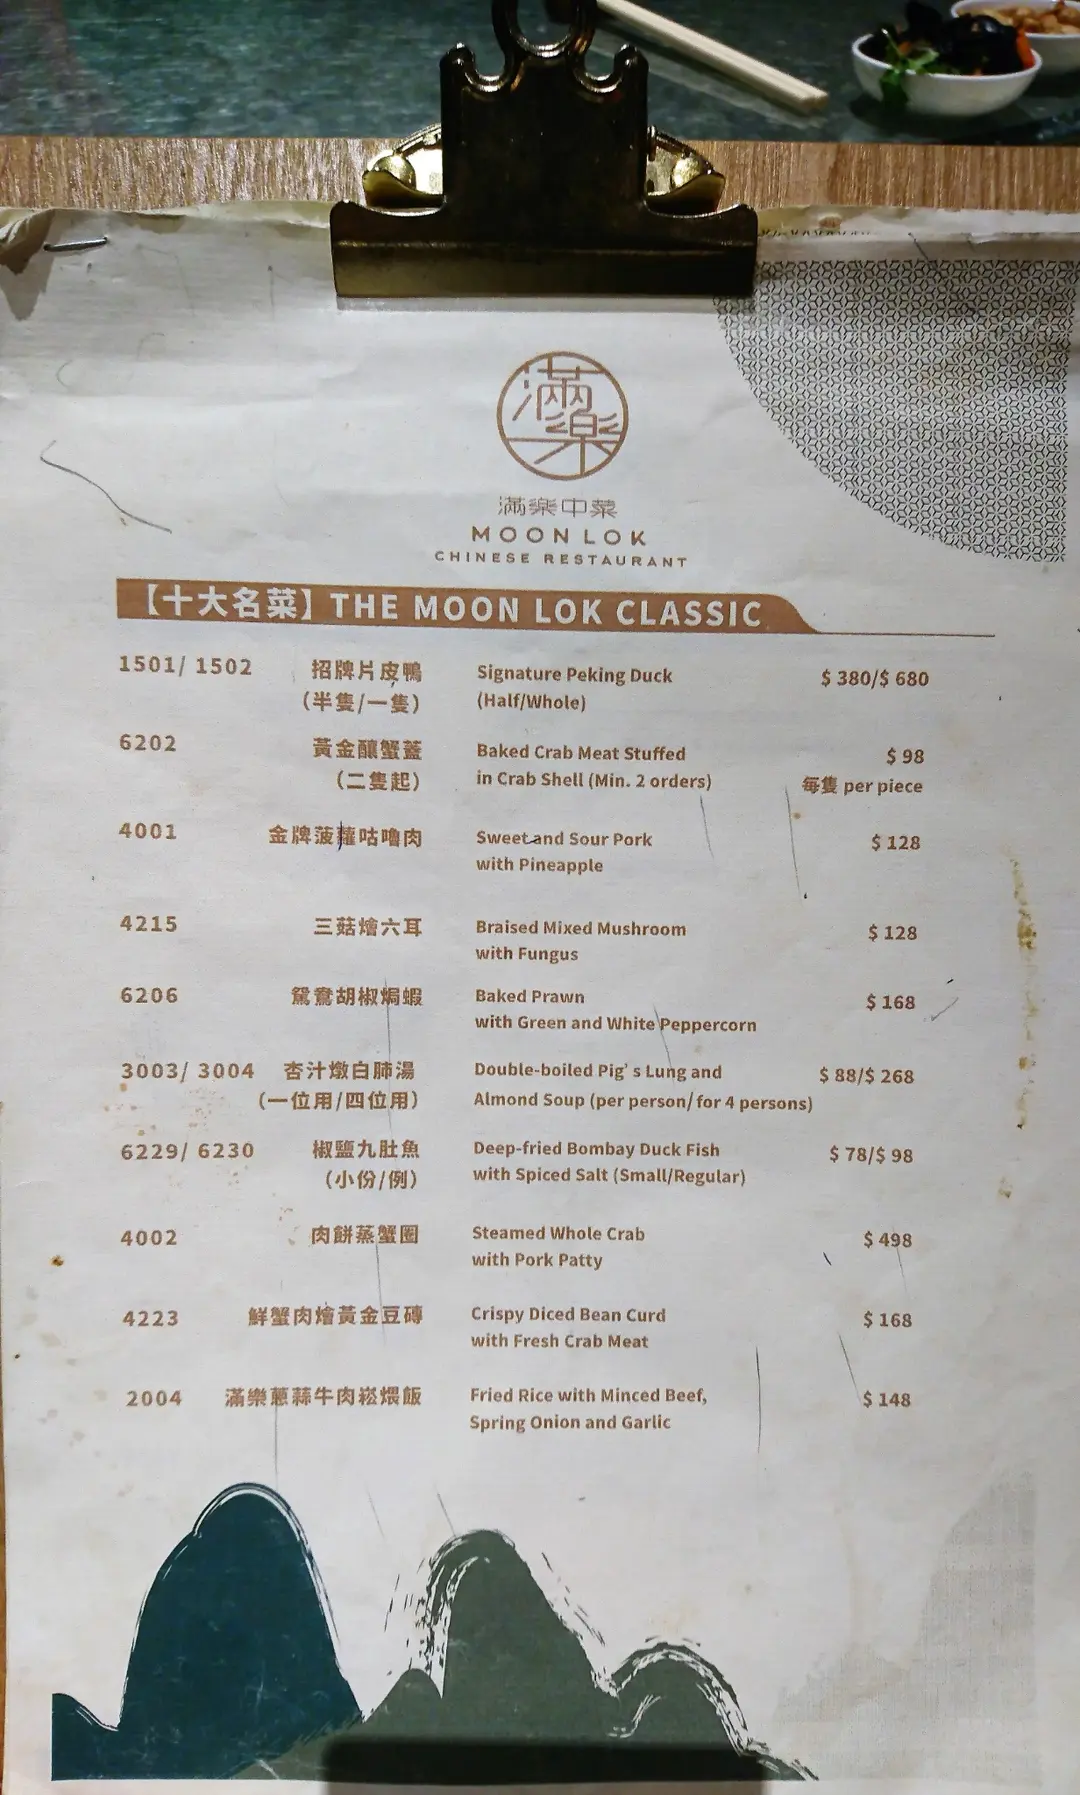 滿樂
滿樂中菜
MOON LOK
CHINESE RESTAURANT
【十大名菜】THE MOON LOK CLASSIC
1501/ 1502 招牌片皮鴨 Signature Peking Duck $ 380/$ 680
（半隻/一隻） (Half/Whole)
6202 黃金釀蟹蓋 Baked Crab Meat Stuffed $ 98
（二隻起） in Crab Shell (Min. 2 orders) 每隻 per piece
4001 金牌菠蘿咕嚕肉 Sweet and Sour Pork $ 128
with Pineapple
4215 三菇燴六耳 Braised Mixed Mushroom $ 128
with Fungus
6206 鴛鴦胡椒焗蝦 Baked Prawn $ 168
with Green and White Peppercorn
3003/ 3004 杏汁燉白肺湯 Double-boiled Pig's Lung and $ 88/$ 268
（一位用/四位用） Almond Soup (per person/ for 4 persons)
6229/ 6230 椒鹽九肚魚 Deep-fried Bombay Duck Fish $ 78/$ 98
（小份/例） with Spiced Salt (Small/Regular)
4002 肉餅蒸蟹圈 Steamed Whole Crab $ 498
with Pork Patty
4223 鮮蟹肉燴黃金豆磚 Crispy Diced Bean Curd $ 168
with Fresh Crab Meat
2004 滿樂蔥蒜牛肉崧煨飯 Fried Rice with Minced Beef, $ 148
Spring Onion and Garlic